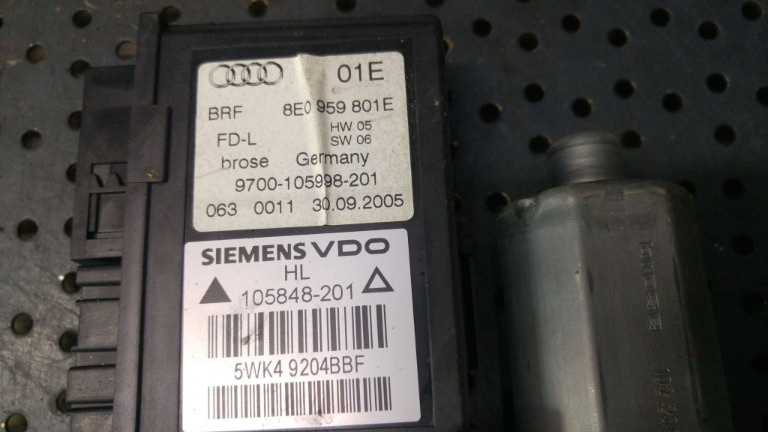 01E
BRF 8E0 959 801E
FD-L HW 05
SW 06
brose Germany
9700-105998-201
063 0011 30.09.2005
SIEMENS VDO
HL
105848-201
5WK4 9204BBF